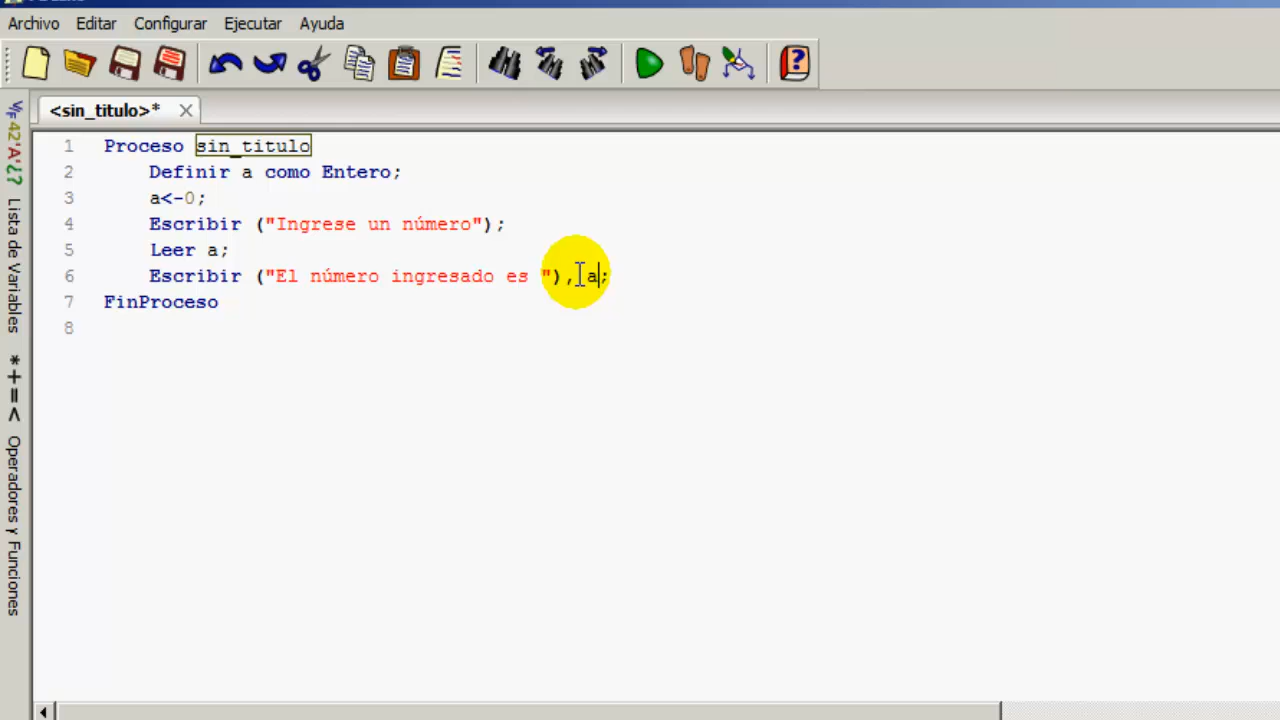 Archivo Editar Configurar Ejecutar Ayuda
<sin_titulo>*
1 Proceso sin_titulo
2 Definir a como Entero;
3 a<-0;
4 Escribir ("Ingrese un número");
5 Leer a;
6 Escribir ("El número ingresado es "), a;
7 FinProceso
8
42 'A' ¿?
Lista de Variables
* + = <
Operadores y Funciones